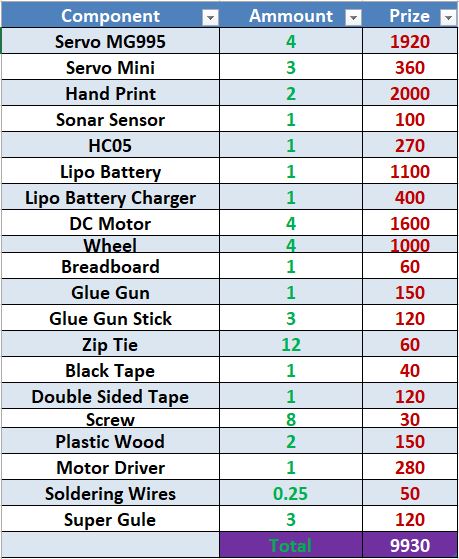 Component Ammount Prize
Servo MG995 4 1920
Servo Mini 3 360
Hand Print 2 2000
Sonar Sensor 1 100
HC05 1 270
Lipo Battery 1 1100
Lipo Battery Charger 1 400
DC Motor 4 1600
Wheel 4 1000
Breadboard 1 60
Glue Gun 1 150
Glue Gun Stick 3 120
Zip Tie 12 60
Black Tape 1 40
Double Sided Tape 1 120
Screw 8 30
Plastic Wood 2 150
Motor Driver 1 280
Soldering Wires 0.25 50
Super Gule 3 120
Total 9930